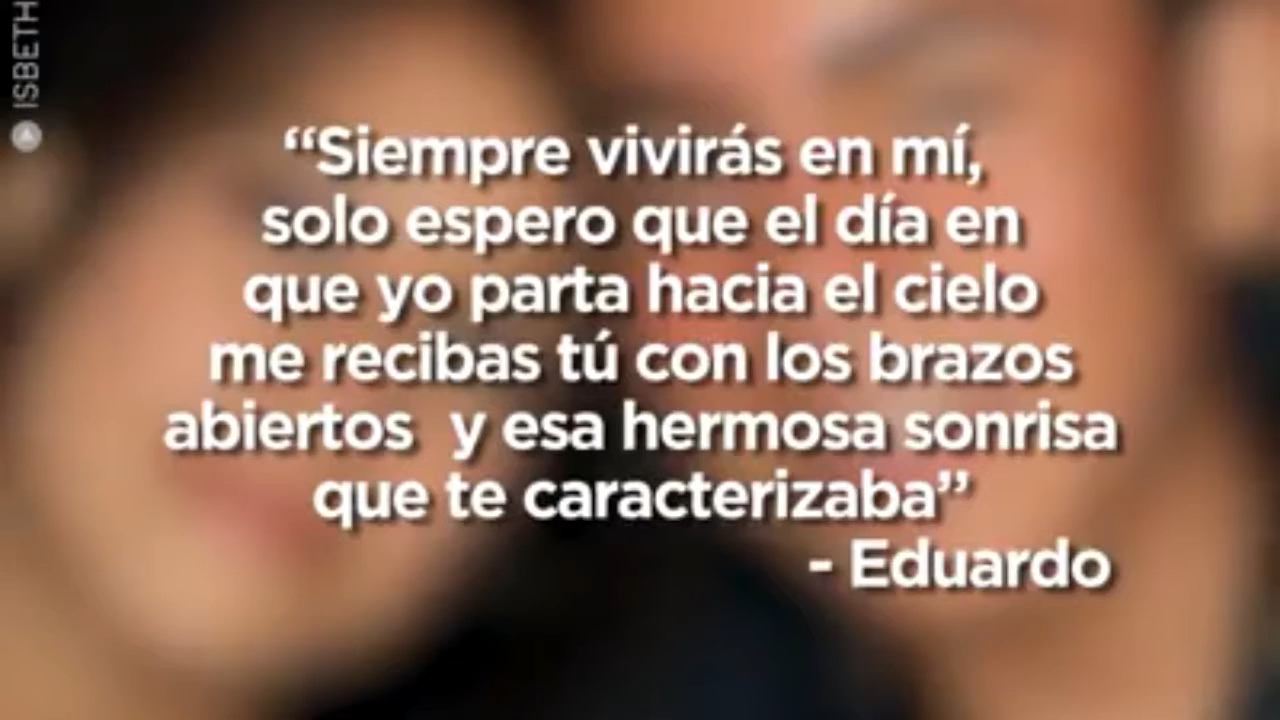 ISBETH
“Siempre vivirás en mí,
solo espero que el día en
que yo parta hacia el cielo
me recibas tú con los brazos
abiertos  y esa hermosa sonrisa
que te caracterizaba”
- Eduardo